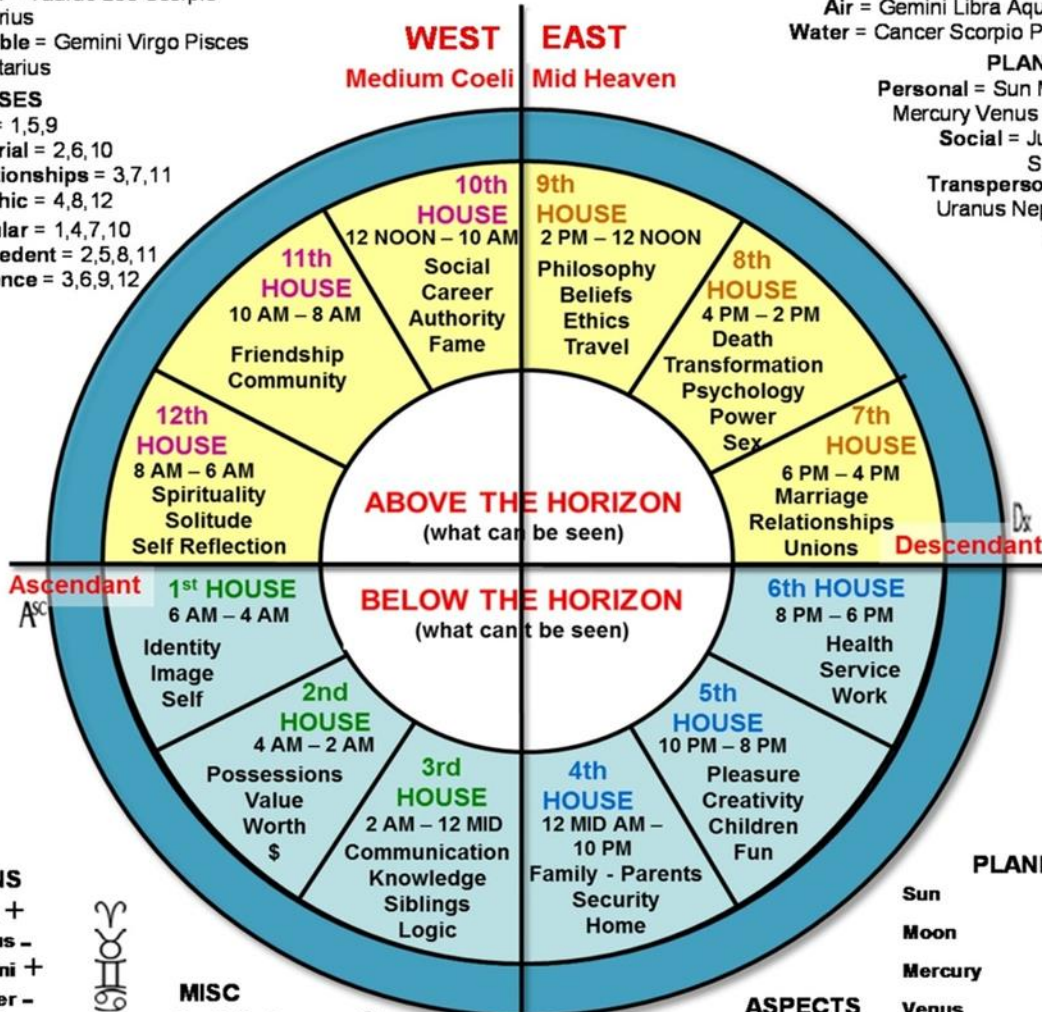 rius
ble = Gemini Virgo Pisces
tarius
SES
= 1,5,9
rial = 2,6,10
tionships = 3,7,11
hic = 4,8,12
lar = 1,4,7,10
edent = 2,5,8,11
nce = 3,6,9,12
WEST EAST
Medium Coeli Mid Heaven
Air = Gemini Libra Aqu
Water = Cancer Scorpio P
PLAN
Personal = Sun M
Mercury Venus
Social = Ju
S
Transperso
Uranus Nep
10th
HOUSE
12 NOON – 10 AM
Social
Career
Authority
Fame
9th
HOUSE
2 PM – 12 NOON
Philosophy
Beliefs
Ethics
Travel
11th
HOUSE
10 AM – 8 AM
Friendship
Community
8th
HOUSE
4 PM – 2 PM
Death
Transformation
Psychology
Power
Sex
12th
HOUSE
8 AM – 6 AM
Spirituality
Solitude
Self Reflection
7th
HOUSE
6 PM – 4 PM
Marriage
Relationships
Unions
ABOVE THE HORIZON
(what can be seen)
Dx
Descendant
Ascendant
Asc
BELOW THE HORIZON
(what can't be seen)
1st HOUSE
6 AM – 4 AM
Identity
Image
Self
6th HOUSE
8 PM – 6 PM
Health
Service
Work
2nd
HOUSE
4 AM – 2 AM
Possessions
Value
Worth
$
5th
HOUSE
10 PM – 8 PM
Pleasure
Creativity
Children
Fun
3rd
HOUSE
2 AM – 12 MID
Communication
Knowledge
Siblings
Logic
4th
HOUSE
12 MID AM –
10 PM
Family - Parents
Security
Home
NS
+ ♈
us – ♉
ni + ♊
er – ♋
MISC
ASPECTS
PLANE
Sun
Moon
Mercury
Venus